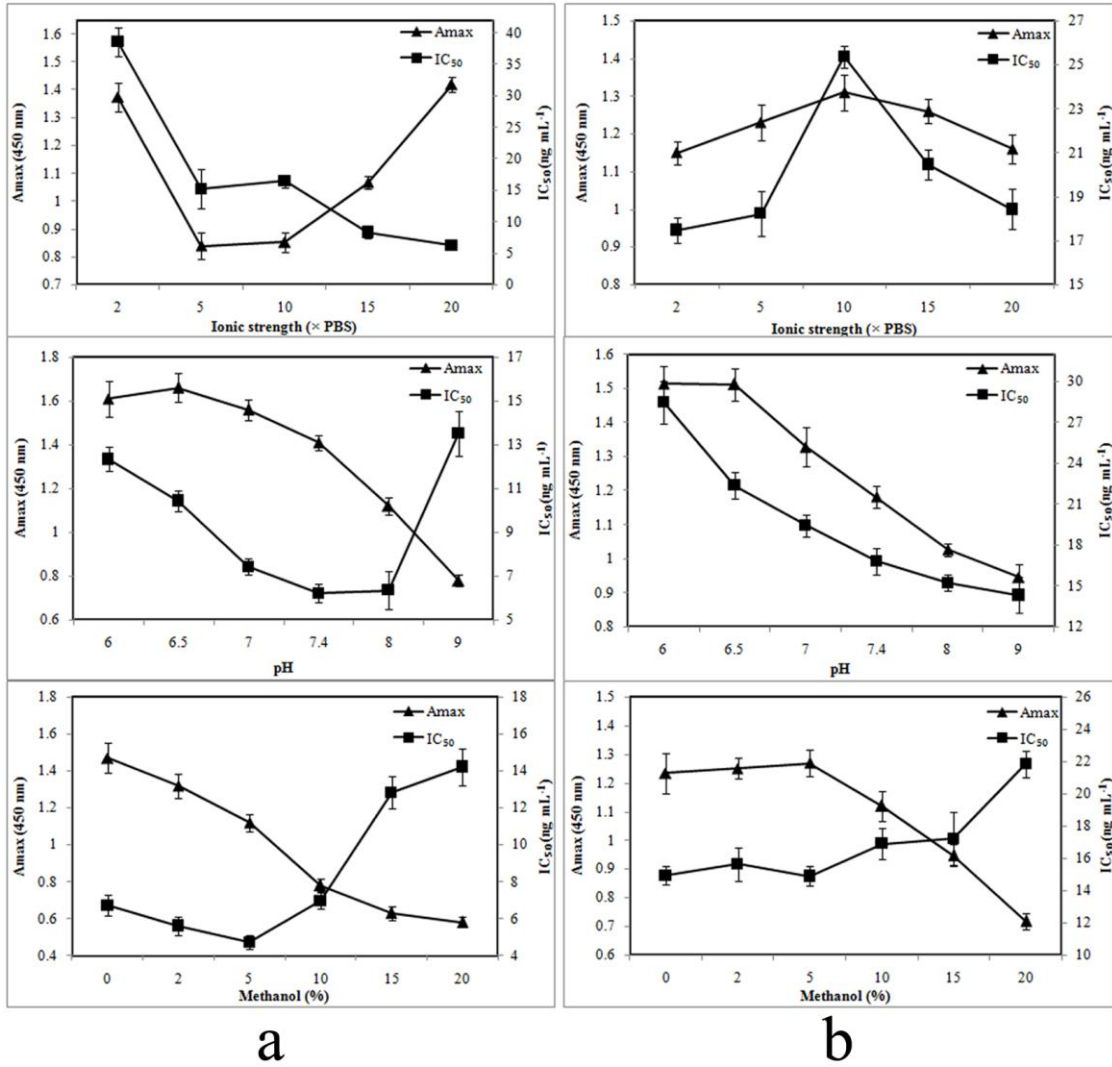 1.6
1.5
1.4
1.3
1.2
1.1
1
0.9
0.8
0.7
Amax (450 nm)
Amax
IC50
40
35
30
25
20
15
10
5
0
IC50(ng mL-1)
2 5 10 15 20
Ionic strength (× PBS)
1.5
1.4
1.3
1.2
1.1
1
0.9
0.8
Amax (450 nm)
Amax
IC50
27
25
23
21
19
17
15
IC50(ng mL-1)
2 5 10 15 20
Ionic strength (× PBS)
1.8
1.6
1.4
1.2
1
0.8
0.6
Amax (450 nm)
Amax
IC50
17
15
13
11
9
7
5
IC50(ng mL-1)
6 6.5 7 7.4 8 9
pH
1.6
1.5
1.4
1.3
1.2
1.1
1
0.9
0.8
Amax (450 nm)
Amax
IC50
30
27
24
21
18
15
12
IC50(ng mL-1)
6 6.5 7 7.4 8 9
pH
1.8
1.6
1.4
1.2
1
0.8
0.6
0.4
Amax (450 nm)
Amax
IC50
18
16
14
12
10
8
6
4
IC50(ng mL-1)
0 2 5 10 15 20
Methanol (%)
1.5
1.4
1.3
1.2
1.1
1
0.9
0.8
0.7
0.6
Amax (450 nm)
Amax
IC50
26
24
22
20
18
16
14
12
10
IC50(ng mL-1)
0 2 5 10 15 20
Methanol (%)
a
b